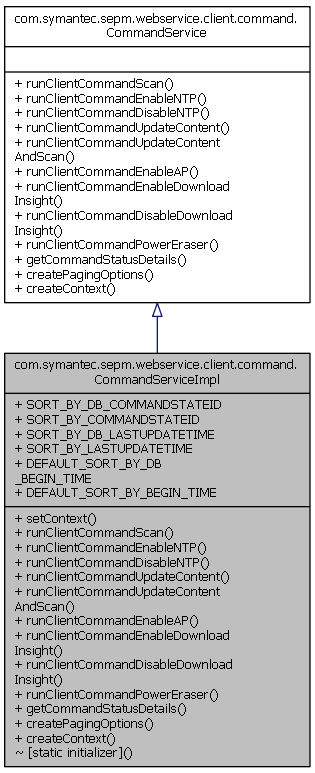 com.symantec.sepm.webservice.client.command.
CommandService
+ runClientCommandScan()
+ runClientCommandEnableNTP()
+ runClientCommandDisableNTP()
+ runClientCommandUpdateContent()
+ runClientCommandUpdateContent
AndScan()
+ runClientCommandEnableAP()
+ runClientCommandEnableDownload
Insight()
+ runClientCommandDisableDownload
Insight()
+ runClientCommandPowerEraser()
+ getCommandStatusDetails()
+ createPagingOptions()
+ createContext()
com.symantec.sepm.webservice.client.command.
CommandServiceImpl
+ SORT_BY_DB_COMMANDSTATEID
+ SORT_BY_COMMANDSTATEID
+ SORT_BY_DB_LASTUPDATETIME
+ SORT_BY_LASTUPDATETIME
+ DEFAULT_SORT_BY_DB
_BEGIN_TIME
+ DEFAULT_SORT_BY_BEGIN_TIME
+ setContext()
+ runClientCommandScan()
+ runClientCommandEnableNTP()
+ runClientCommandDisableNTP()
+ runClientCommandUpdateContent()
+ runClientCommandUpdateContent
AndScan()
+ runClientCommandEnableAP()
+ runClientCommandEnableDownload
Insight()
+ runClientCommandDisableDownload
Insight()
+ runClientCommandPowerEraser()
+ getCommandStatusDetails()
+ createPagingOptions()
+ createContext()
~ [static initializer]()